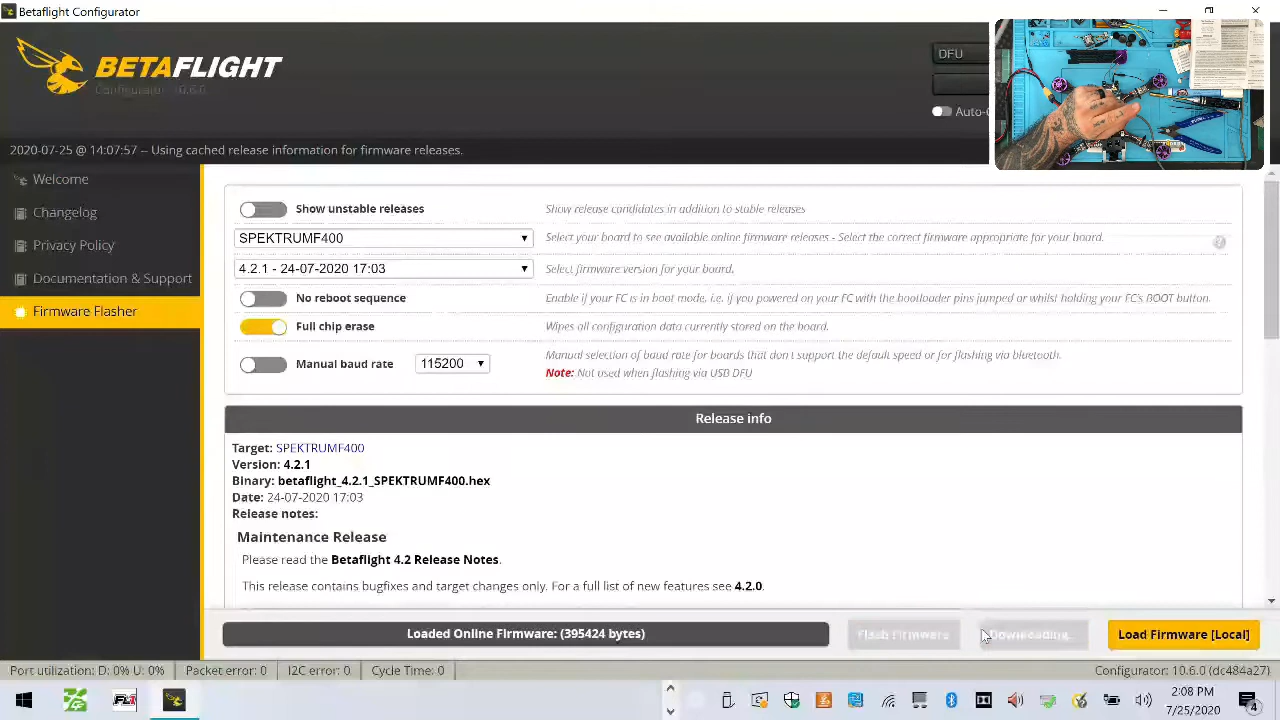 Betaflight Configurator
BETAFLIGHT
Auto-C
2020-07-25 @ 14:07:57 -- Using cached release information for firmware releases.
Welcome
Changelog
Privacy Policy
Documentation & Support
Firmware Flasher
Show unstable releases
Show release candidates in addition to stable releases
SPEKTRUMF400
Select your board to see available online firmware releases - Select the correct firmware appropriate for your board.
4.2.1 - 24-07-2020 17:03
Select firmware version for your board.
No reboot sequence
Enable if your FC with the bootloader pins jumped or whilst holding your FC's BOOT button.
Full chip erase
Wipes all configuration data currently stored on the board.
Manual baud rate
115200
Manual selection of baud rate for boards that don't support the default speed or for flashing via bluetooth.
Note: Not used when flashing via USB DFU
Release info
Target: SPEKTRUMF400
Version: 4.2.1
Binary: betaflight_4.2.1_SPEKTRUMF400.hex
Date: 24-07-2020 17:03
Release notes:
Maintenance Release
Please read the Betaflight 4.2 Release Notes.
This release contains bugfixes and target changes only. For a full list of new features see 4.2.0.
Loaded Online Firmware: (395424 bytes)
Flash Firmware
Downloading...
Load Firmware [Local]
Port utilization: D: 0% U: 0%
Packet error: 0
I2C error: 0
Cycle Time: 0
Configurator: 10.6.0 (dc484a27)
2:08 PM
7/25/2020
4